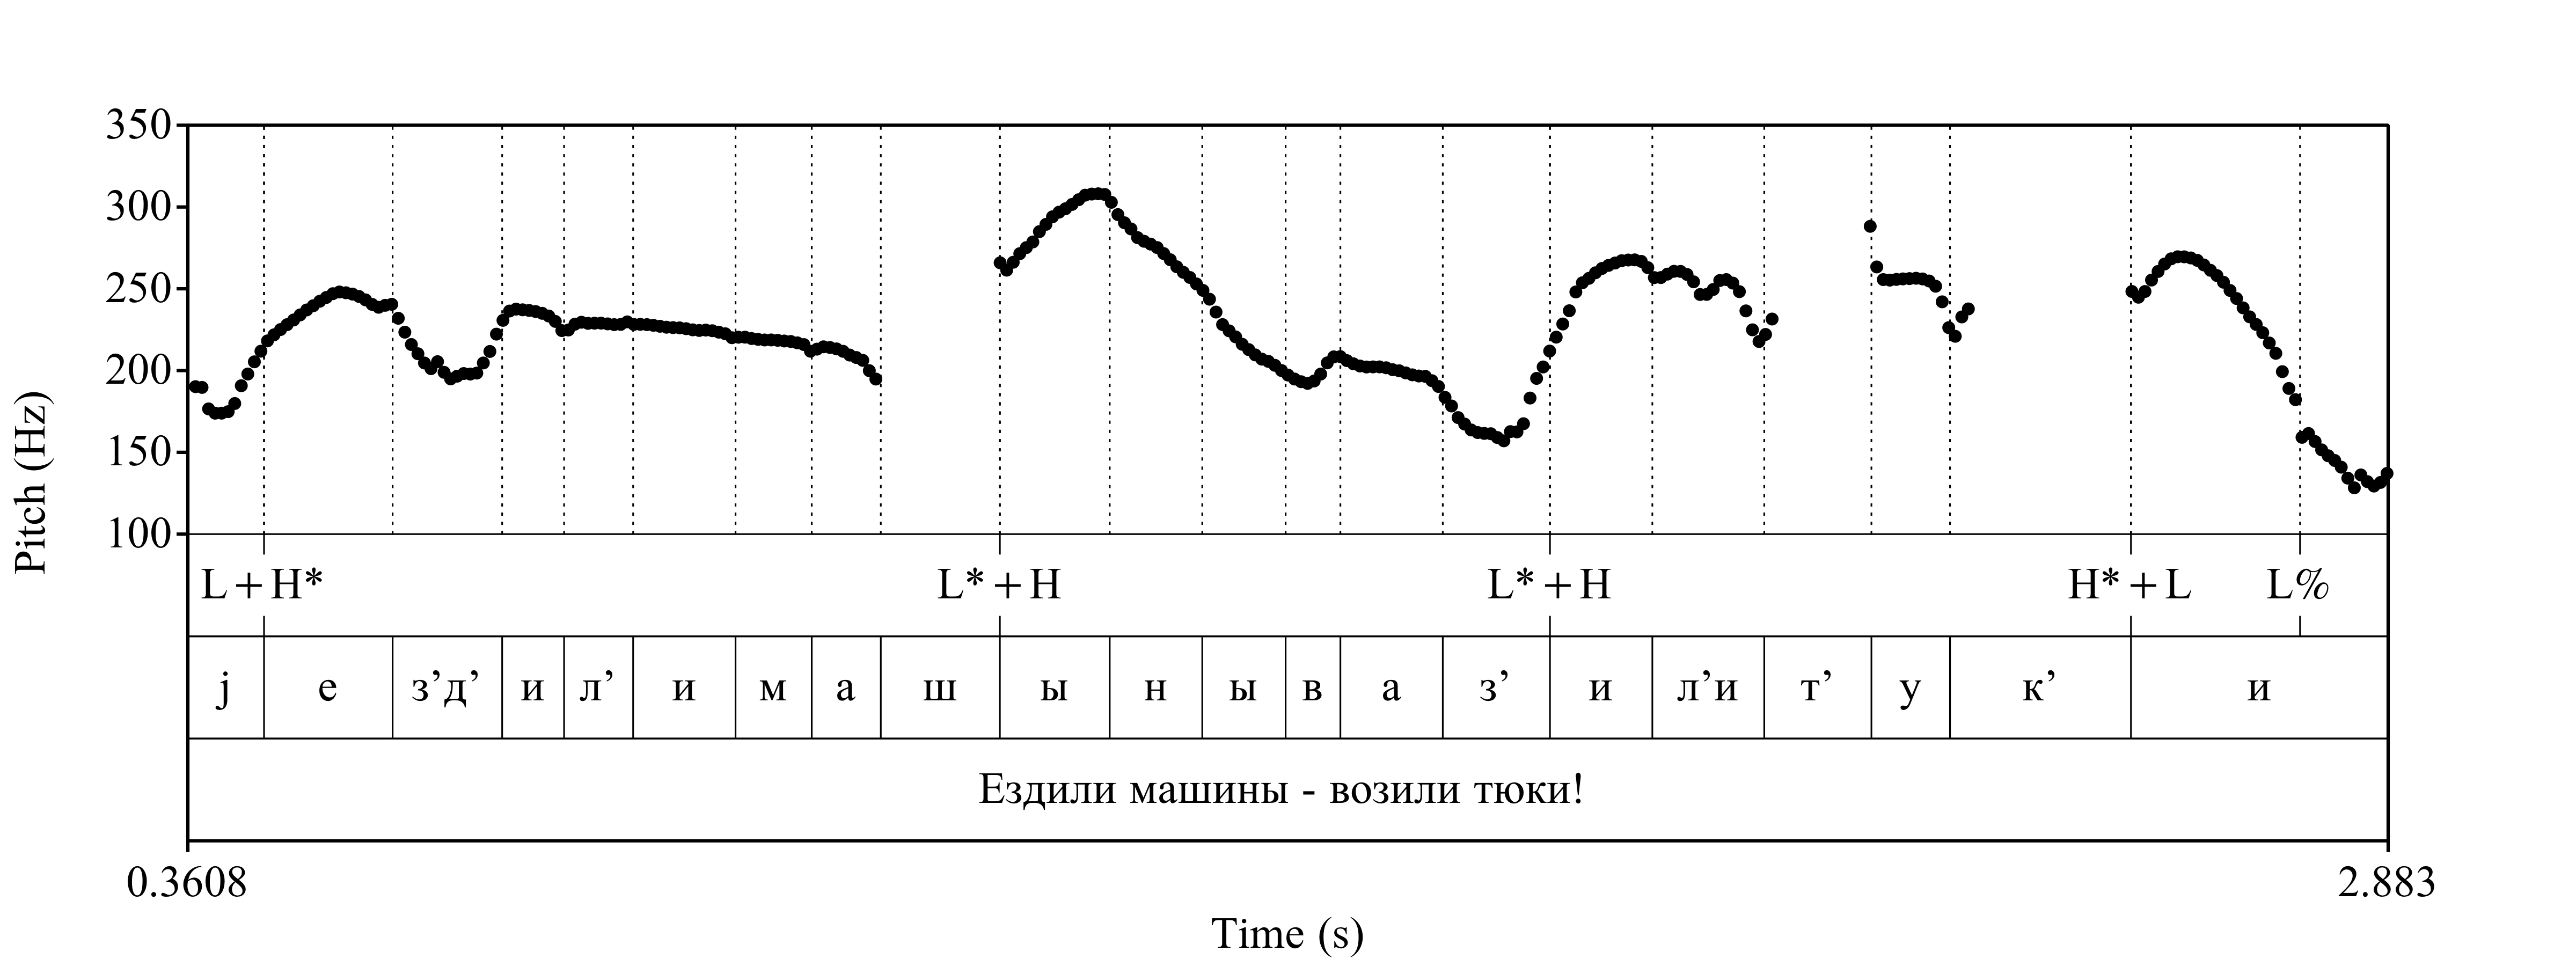 350
300
250
200
150
100
Pitch (Hz)
L+H* L*+H L*+H H*+L L%
j е з’д’ и л’ и м а ш ы н ы в а з’ и л’и т’ у к’ и
Ездили машины - возили тюки!
0.3608 2.883
Time (s)